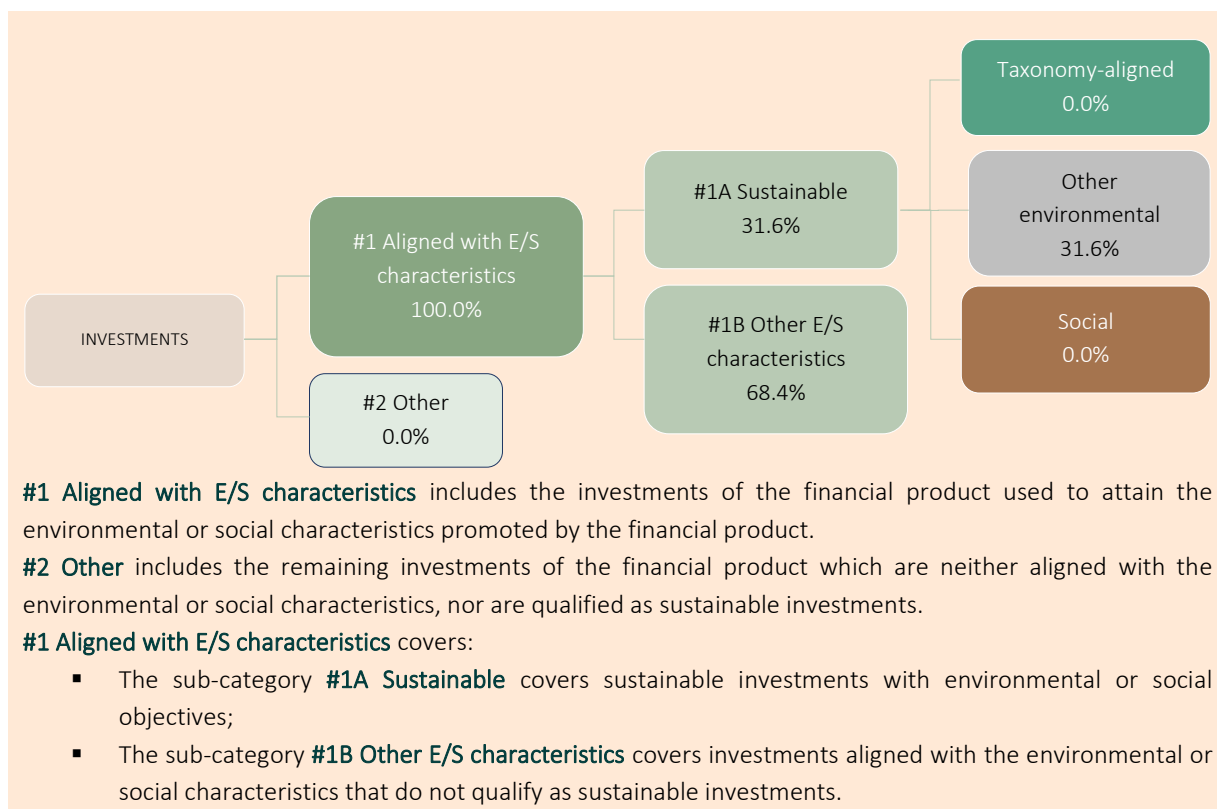 Taxonomy-aligned
0.0%
#1A Sustainable
31.6%
Other
environmental
31.6%
#1 Aligned with E/S
characteristics
100.0%
INVESTMENTS
#1B Other E/S
characteristics
68.4%
Social
0.0%
#2 Other
0.0%
#1 Aligned with E/S characteristics includes the investments of the financial product used to attain the
environmental or social characteristics promoted by the financial product.
#2 Other includes the remaining investments of the financial product which are neither aligned with the
environmental or social characteristics, nor are qualified as sustainable investments.
#1 Aligned with E/S characteristics covers:
▪ The sub-category #1A Sustainable covers sustainable investments with environmental or social
objectives;
▪ The sub-category #1B Other E/S characteristics covers investments aligned with the environmental or
social characteristics that do not qualify as sustainable investments.